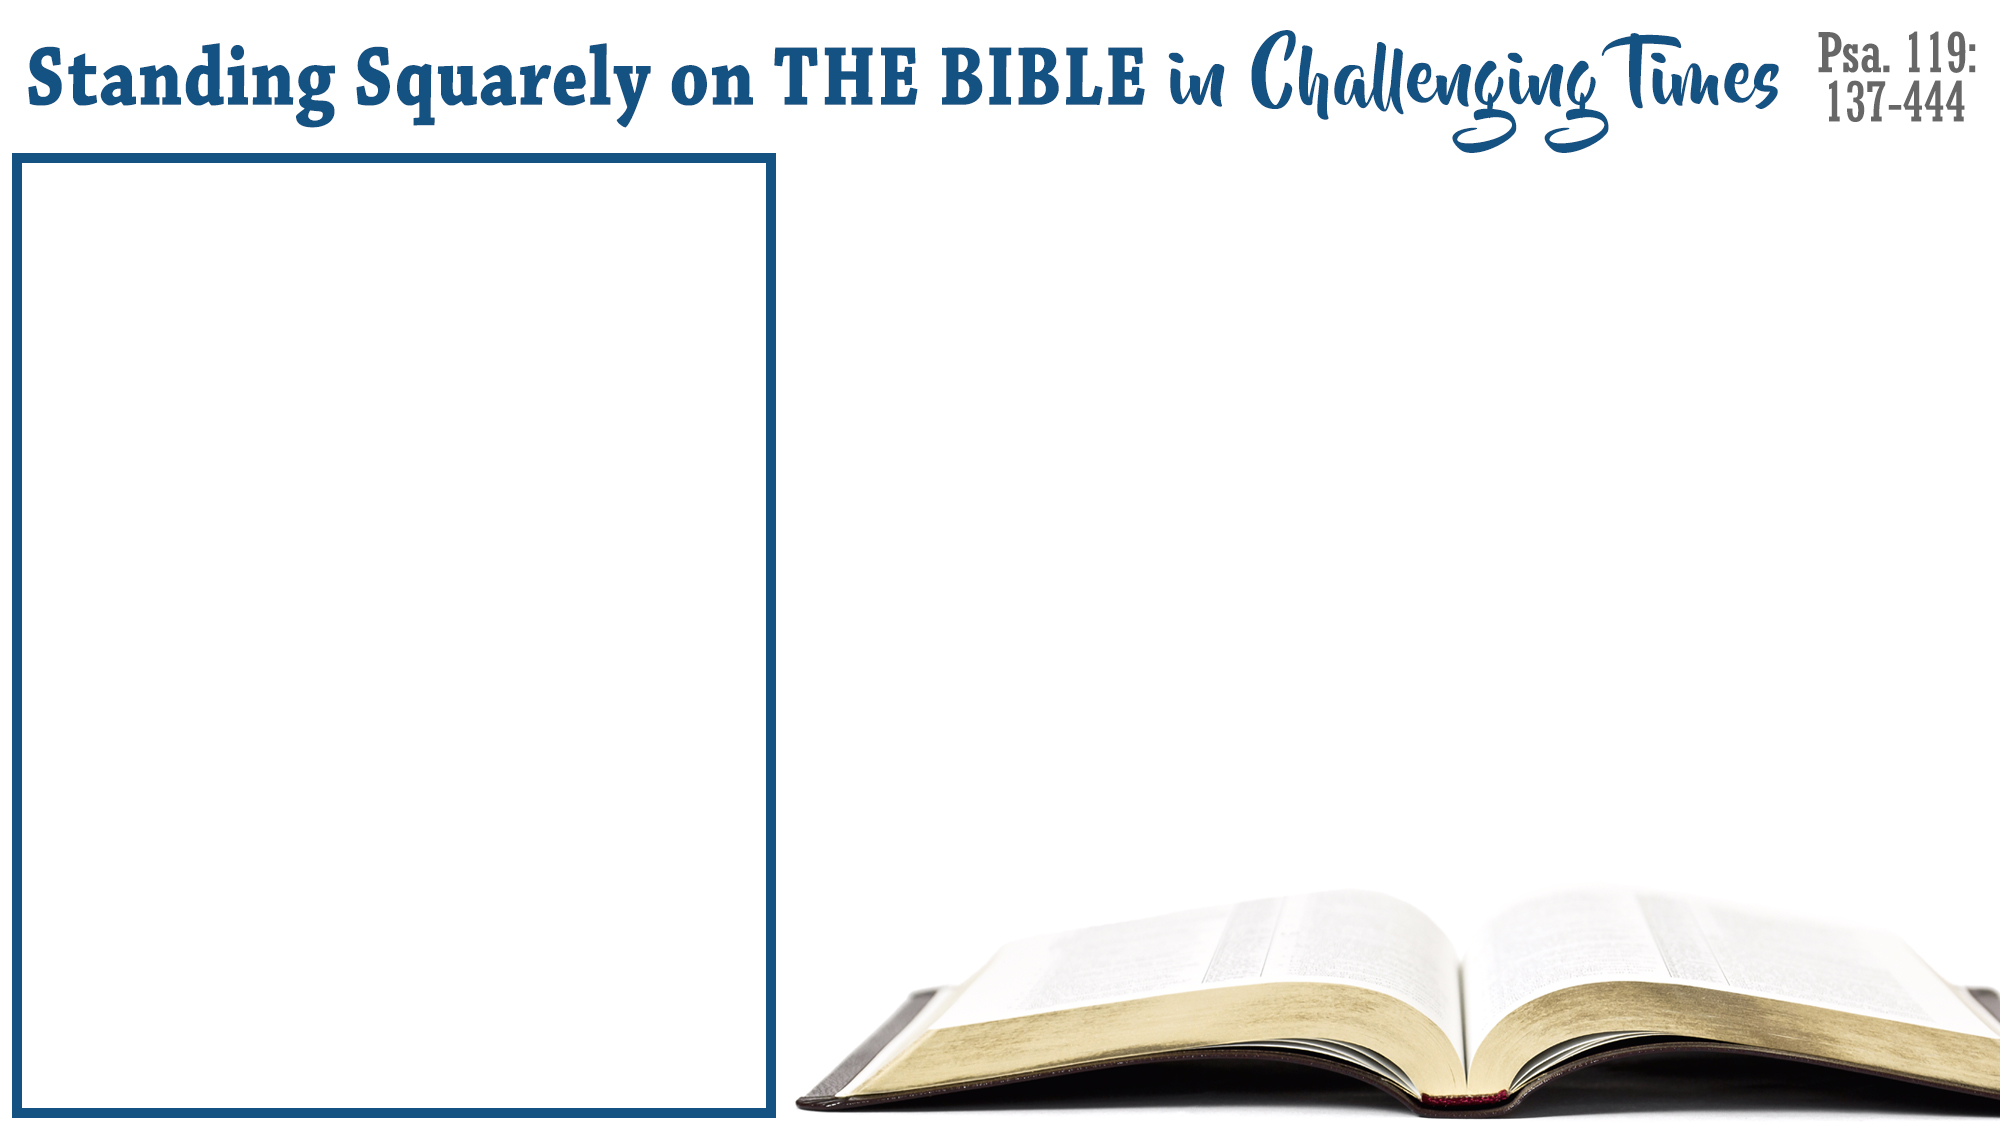 Standing Squarely on THE BIBLE in Challenging Times
Psa. 119:
137-444